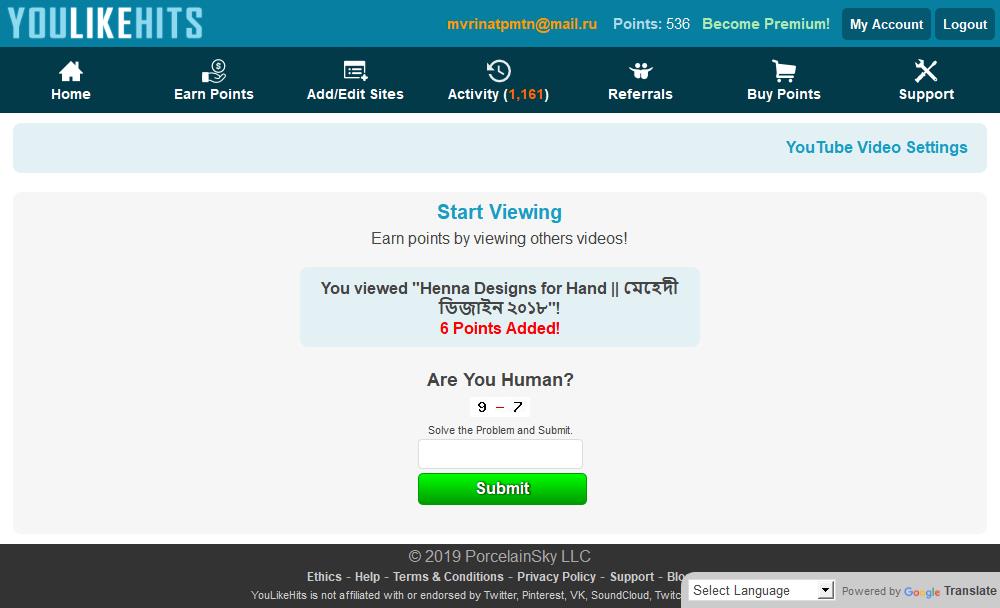 YOULIKEHITS
mvrinatpmtn@mail.ru Points: 536 Become Premium! My Account Logout
Home Earn Points Add/Edit Sites Activity (1,161) Referrals Buy Points Support
YouTube Video Settings
Start Viewing
Earn points by viewing others videos!
You viewed "Henna Designs for Hand || মেহেদী
ডিজাইন ২০১৮"!
6 Points Added!
Are You Human?
9 - 7
Solve the Problem and Submit.
Submit
© 2019 PorcelainSky LLC
Ethics - Help - Terms & Conditions - Privacy Policy - Support - Blo
YouLikeHits is not affiliated with or endorsed by Twitter, Pinterest, VK, SoundCloud, Twitc
Select Language Powered by Google Translate